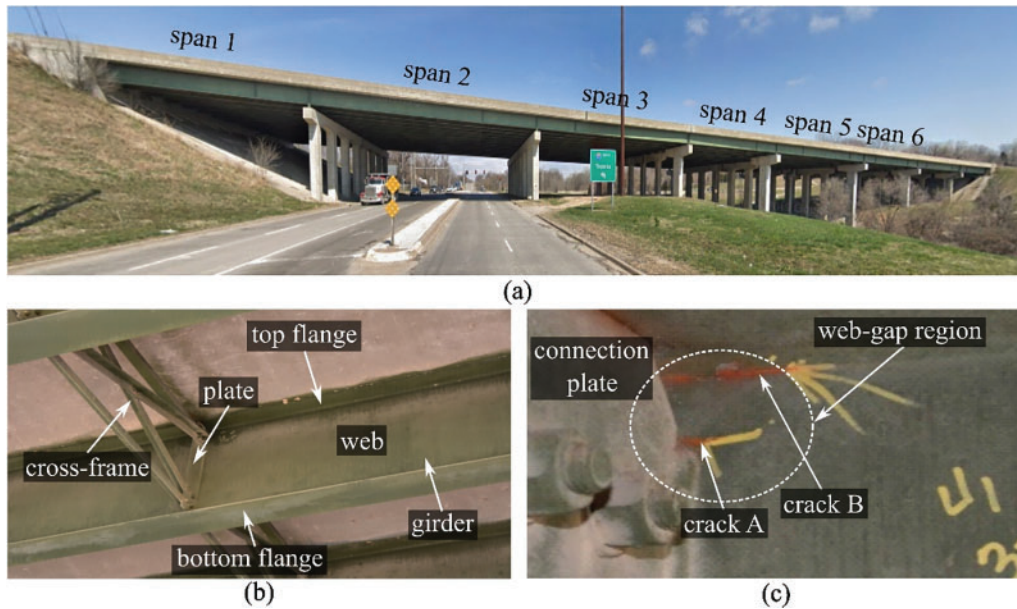 span 1
span 2
span 3
span 4
span 5
span 6
(a)
top flange
plate
web
cross-frame
girder
bottom flange
(b)
connection
plate
web-gap region
crack A
crack B
(c)